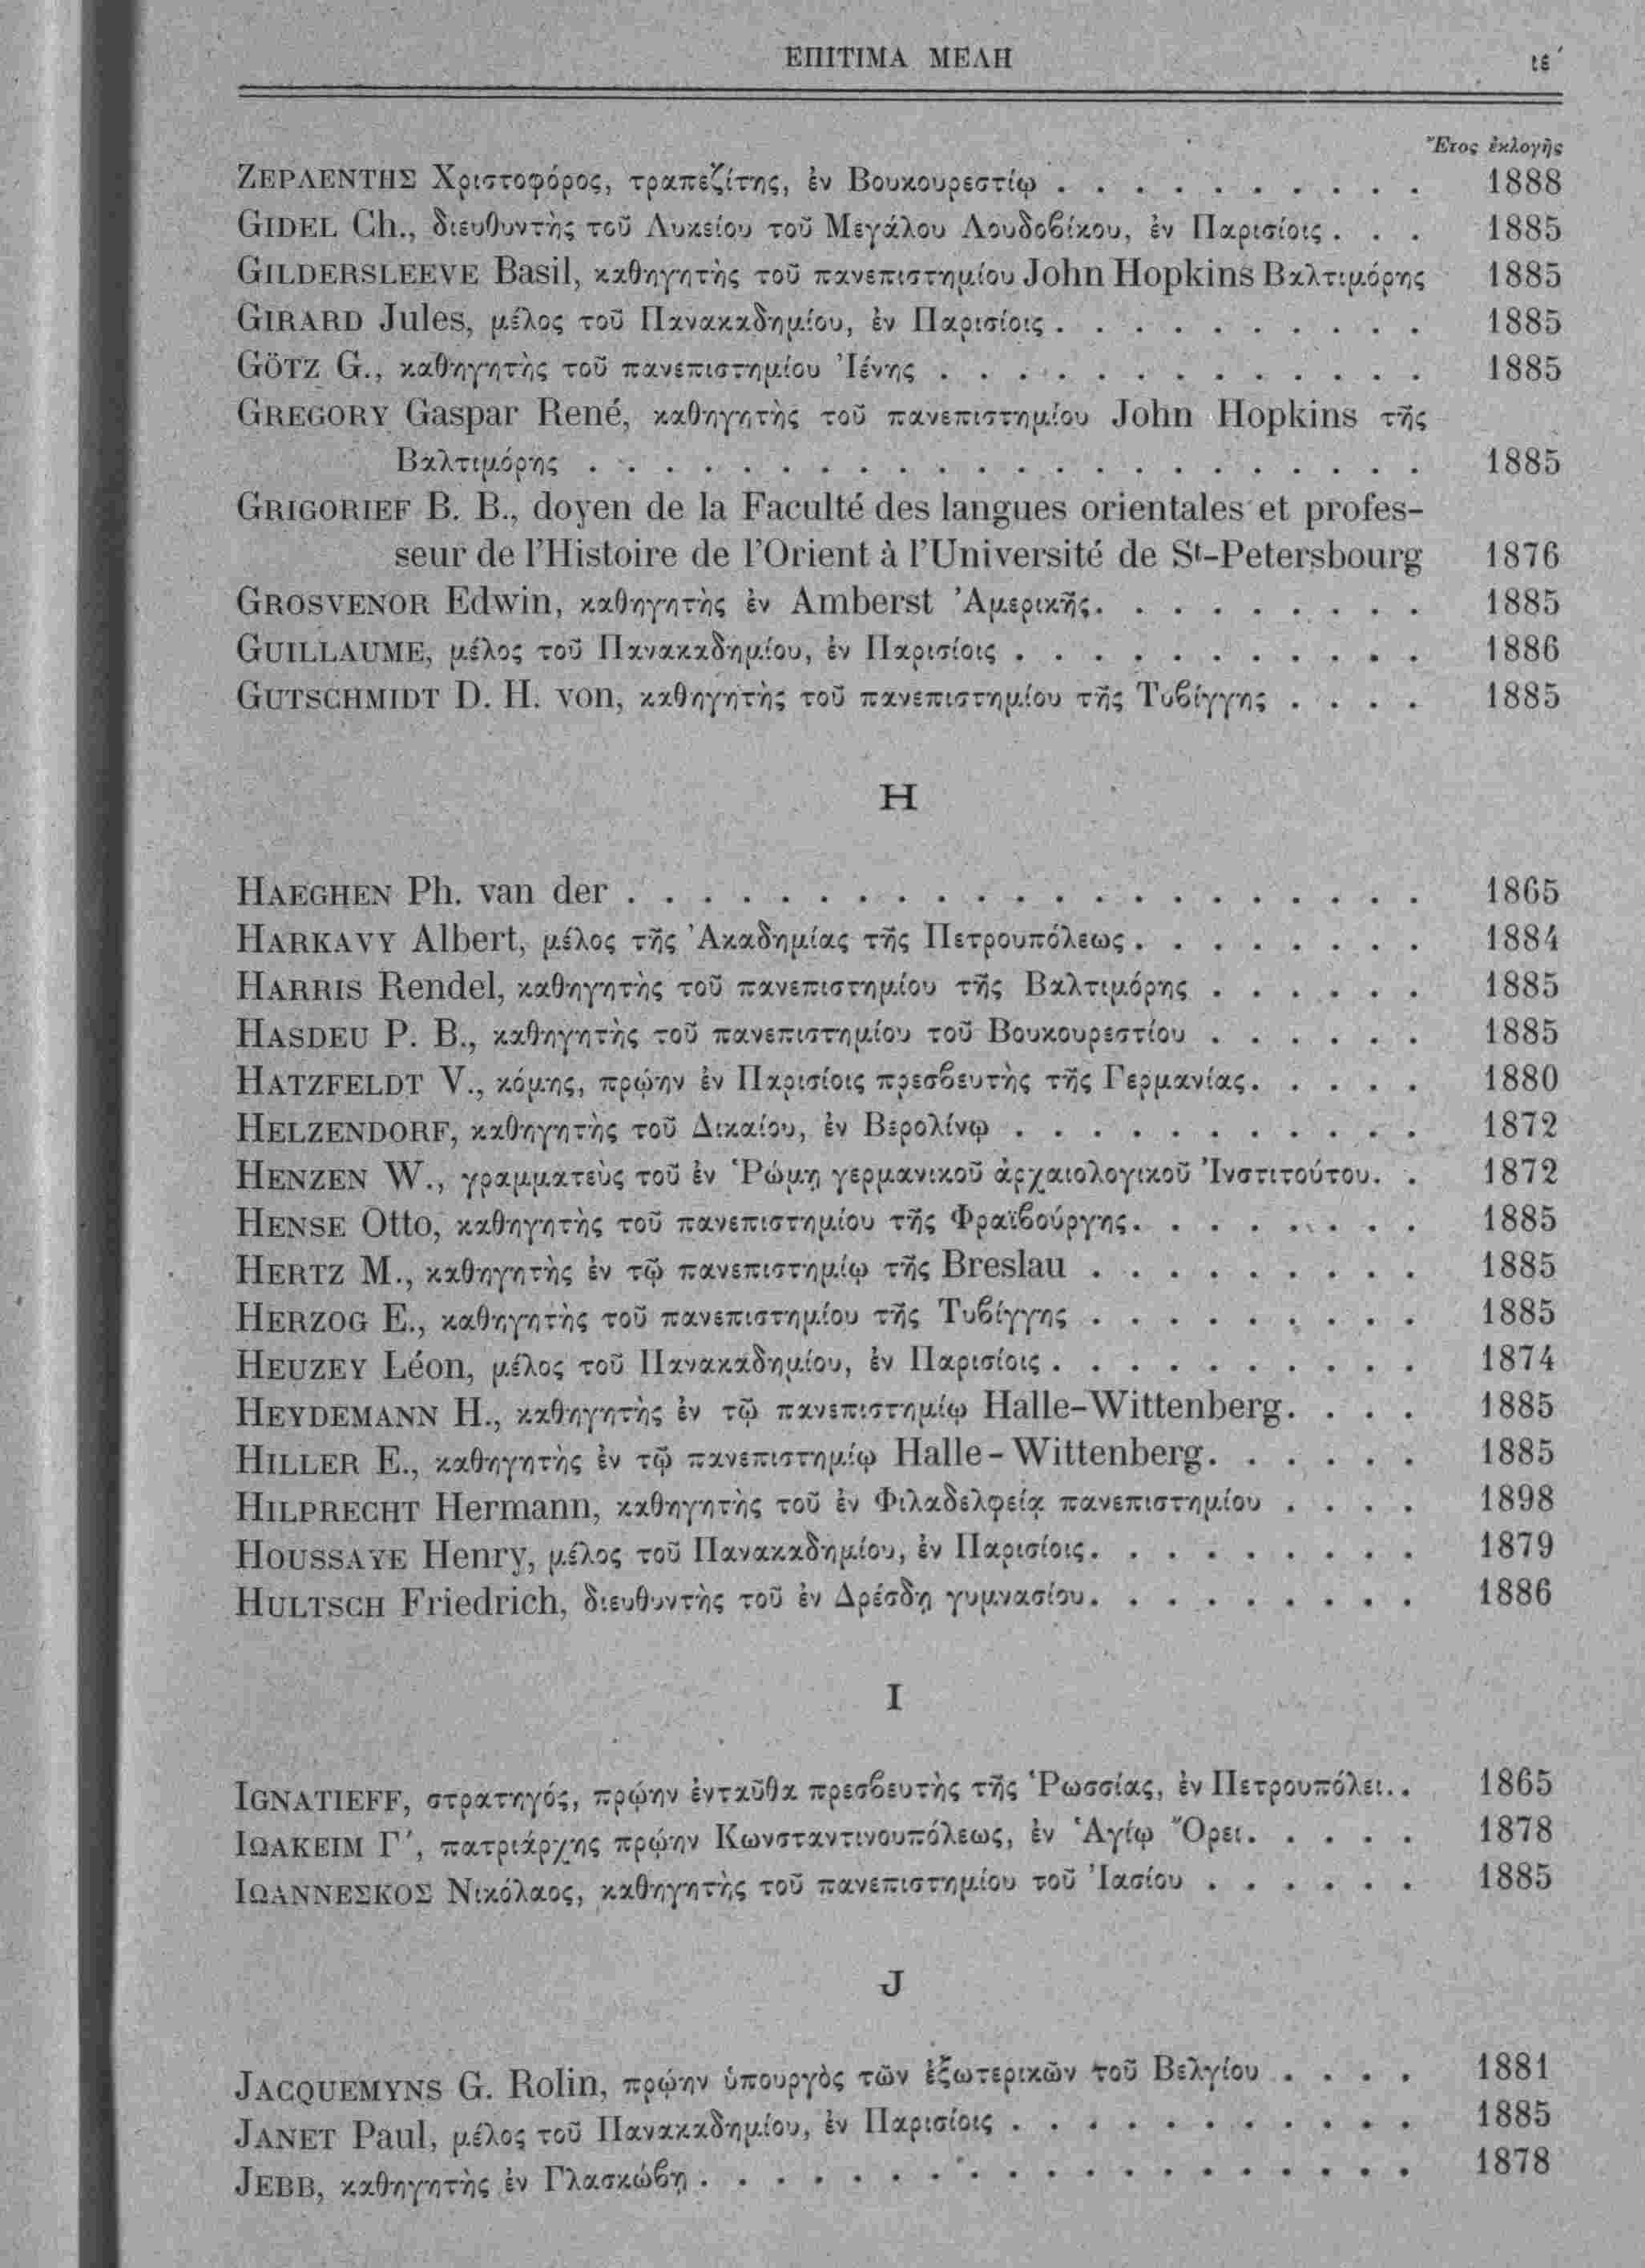 ΕΠΙΤΙΜΑ ΜΕΛΗ ιε΄
Ἔτος ἐκλογῆς
ΖΕΡΛΕΝΤΗΣ Χριστοφόρος, τραπεζίτης, ἐν Βουκουρεστίῳ . . . . . . . . . . 1888
GIDEL Ch., διευθυντὴς τοῦ Λυκείου τοῦ Μεγάλου Λουδοβίκου, ἐν Παρισίοις . . . 1885
GILDERSLEEVE Basil, καθηγητὴς τοῦ πανεπιστημίου John Hopkins Βαλτιμόρης 1885
GIRARD Jules, μέλος τοῦ Πανακαδημίου, ἐν Παρισίοις . . . . . . . . . . 1885
GÖTZ G., καθηγητὴς τοῦ πανεπιστημίου Ἰένης . . . . . . . . . . . . . 1885
GREGORY Gaspar René, καθηγητὴς τοῦ πανεπιστημίου John Hopkins τῆς
Βαλτιμόρης . . . . . . . . . . . . . . . . . . . . . . 1885
GRIGORIEF B. B., doyen de la Faculté des langues orientales et profes-
seur de l'Histoire de l'Orient à l'Université de St-Petersbourg 1876
GROSVENOR Edwin, καθηγητὴς ἐν Amberst Ἀμερικῆς. . . . . . . . . 1885
GUILLAUME, μέλος τοῦ Πανακαδημίου, ἐν Παρισίοις . . . . . . . . . . . 1886
GUTSCHMIDT D. H. von, καθηγητὴς τοῦ πανεπιστημίου τῆς Τυβίγγης . . . . 1885
H
HAEGHEN Ph. van der . . . . . . . . . . . . . . . . . . . . . 1865
HARKAVY Albert, μέλος τῆς Ἀκαδημίας τῆς Πετρουπόλεως . . . . . . . . 1884
HARRIS Rendel, καθηγητὴς τοῦ πανεπιστημίου τῆς Βαλτιμόρης . . . . . . 1885
HASDEU P. B., καθηγητὴς τοῦ πανεπιστημίου τοῦ Βουκουρεστίου . . . . . . 1885
HATZFELDT V., κόμης, πρῴην ἐν Παρισίοις πρεσβευτὴς τῆς Γερμανίας. . . . . 1880
HELZENDORF, καθηγητὴς τοῦ Δικαίου, ἐν Βερολίνῳ . . . . . . . . . . . 1872
HENZEN W., γραμματεὺς τοῦ ἐν Ῥώμῃ γερμανικοῦ ἀρχαιολογικοῦ Ἰνστιτούτου. . 1872
HENSE Otto, καθηγητὴς τοῦ πανεπιστημίου τῆς Φραϊβούργης. . . . . . . . 1885
HERTZ M., καθηγητὴς ἐν τῷ πανεπιστημίῳ τῆς Breslau . . . . . . . . . 1885
HERZOG E., καθηγητὴς τοῦ πανεπιστημίου τῆς Τυβίγγης . . . . . . . . . 1885
HEUZEY Léon, μέλος τοῦ Πανακαδημίου, ἐν Παρισίοις . . . . . . . . . . 1874
HEYDEMANN H., καθηγητὴς ἐν τῷ πανεπιστημίῳ Halle-Wittenberg. . . . 1885
HILLER E., καθηγητὴς ἐν τῷ πανεπιστημίῳ Halle-Wittenberg. . . . . . 1885
HILPRECHT Hermann, καθηγητὴς τοῦ ἐν Φιλαδελφείᾳ πανεπιστημίου . . . . 1898
HOUSSAYE Henry, μέλος τοῦ Πανακαδημίου, ἐν Παρισίοις. . . . . . . . . 1879
HULTSCH Friedrich, διευθυντὴς τοῦ ἐν Δρέσδῃ γυμνασίου. . . . . . . . . 1886
I
IGNATIEFF, στρατηγός, πρῴην ἐνταῦθα πρεσβευτὴς τῆς Ῥωσσίας, ἐν Πετρουπόλει.. 1865
ΙΩΑΚΕΙΜ Γ΄, πατριάρχης πρῴην Κωνσταντινουπόλεως, ἐν Ἁγίῳ Ὄρει. . . . . 1878
ΙΩΑΝΝΕΣΚΟΣ Νικόλαος, καθηγητὴς τοῦ πανεπιστημίου τοῦ Ἰασίου . . . . . . 1885
J
JACQUEMYNS G. Rolin, πρῴην ὑπουργὸς τῶν ἐξωτερικῶν τοῦ Βελγίου . . . . 1881
JANET Paul, μέλος τοῦ Πανακαδημίου, ἐν Παρισίοις . . . . . . . . . . . 1885
JEBB, καθηγητὴς ἐν Γλασκώβῃ . . . . . . . . . . . . . . . . . . . 1878